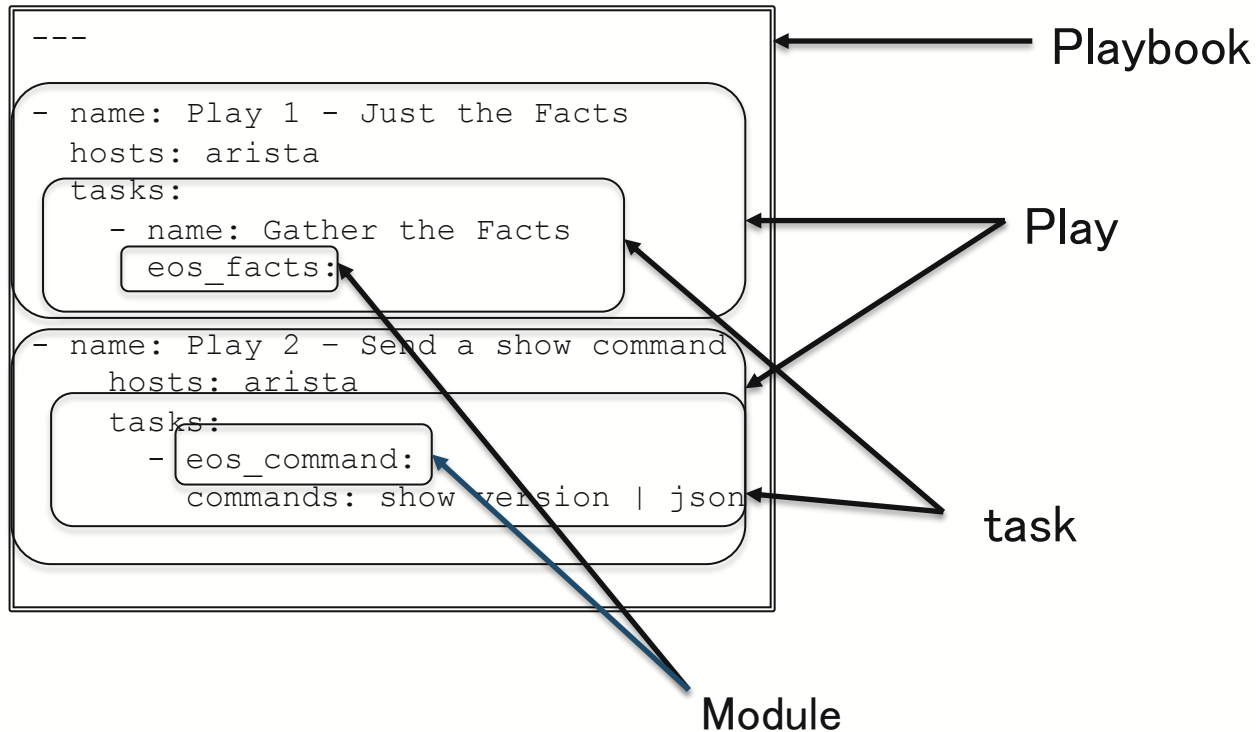 ---
- name: Play 1 - Just the Facts
hosts: arista
tasks:
- name: Gather the Facts
eos_facts:
- name: Play 2 – Send a show command
hosts: arista
tasks:
- eos_command:
commands: show version | json
Playbook
Play
task
Module